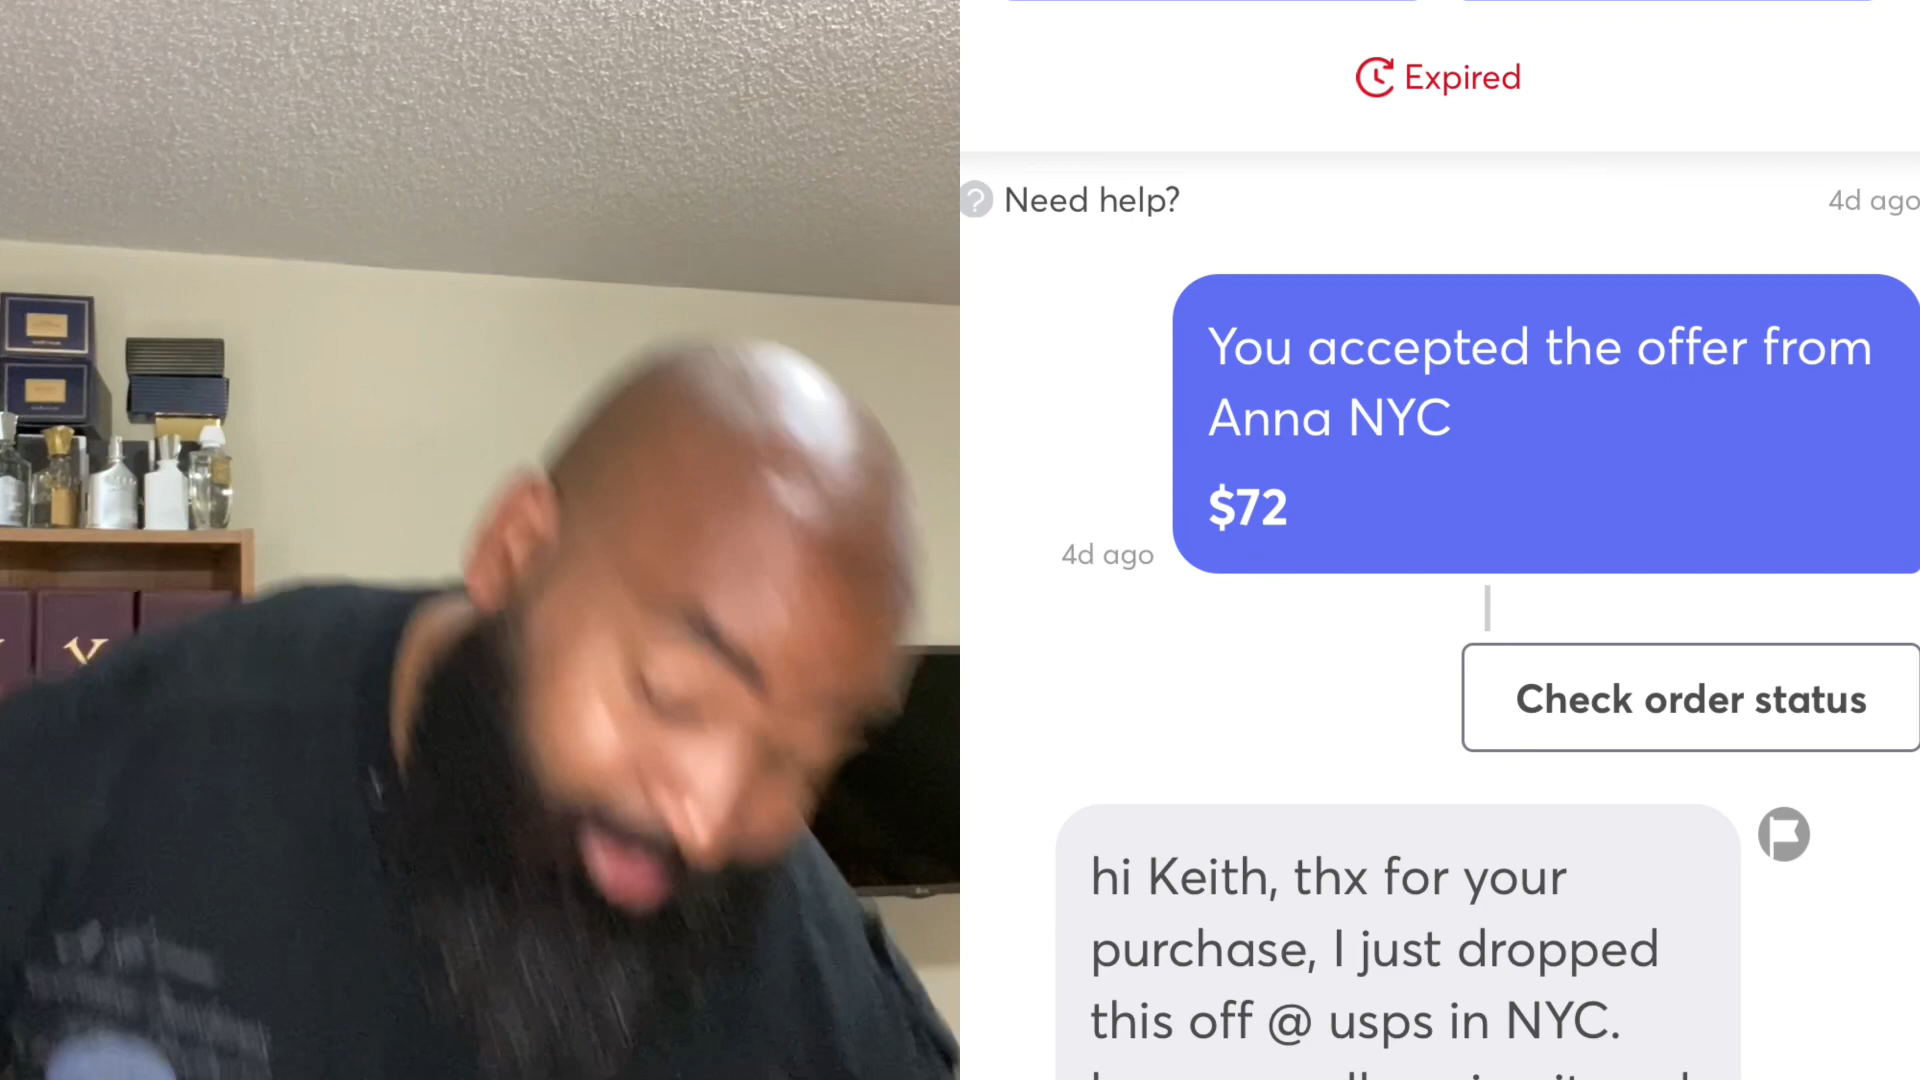 Expired
Need help?
4d ago
You accepted the offer from
Anna NYC
$72
4d ago
Check order status
hi Keith, thx for your
purchase, I just dropped
this off @ usps in NYC.